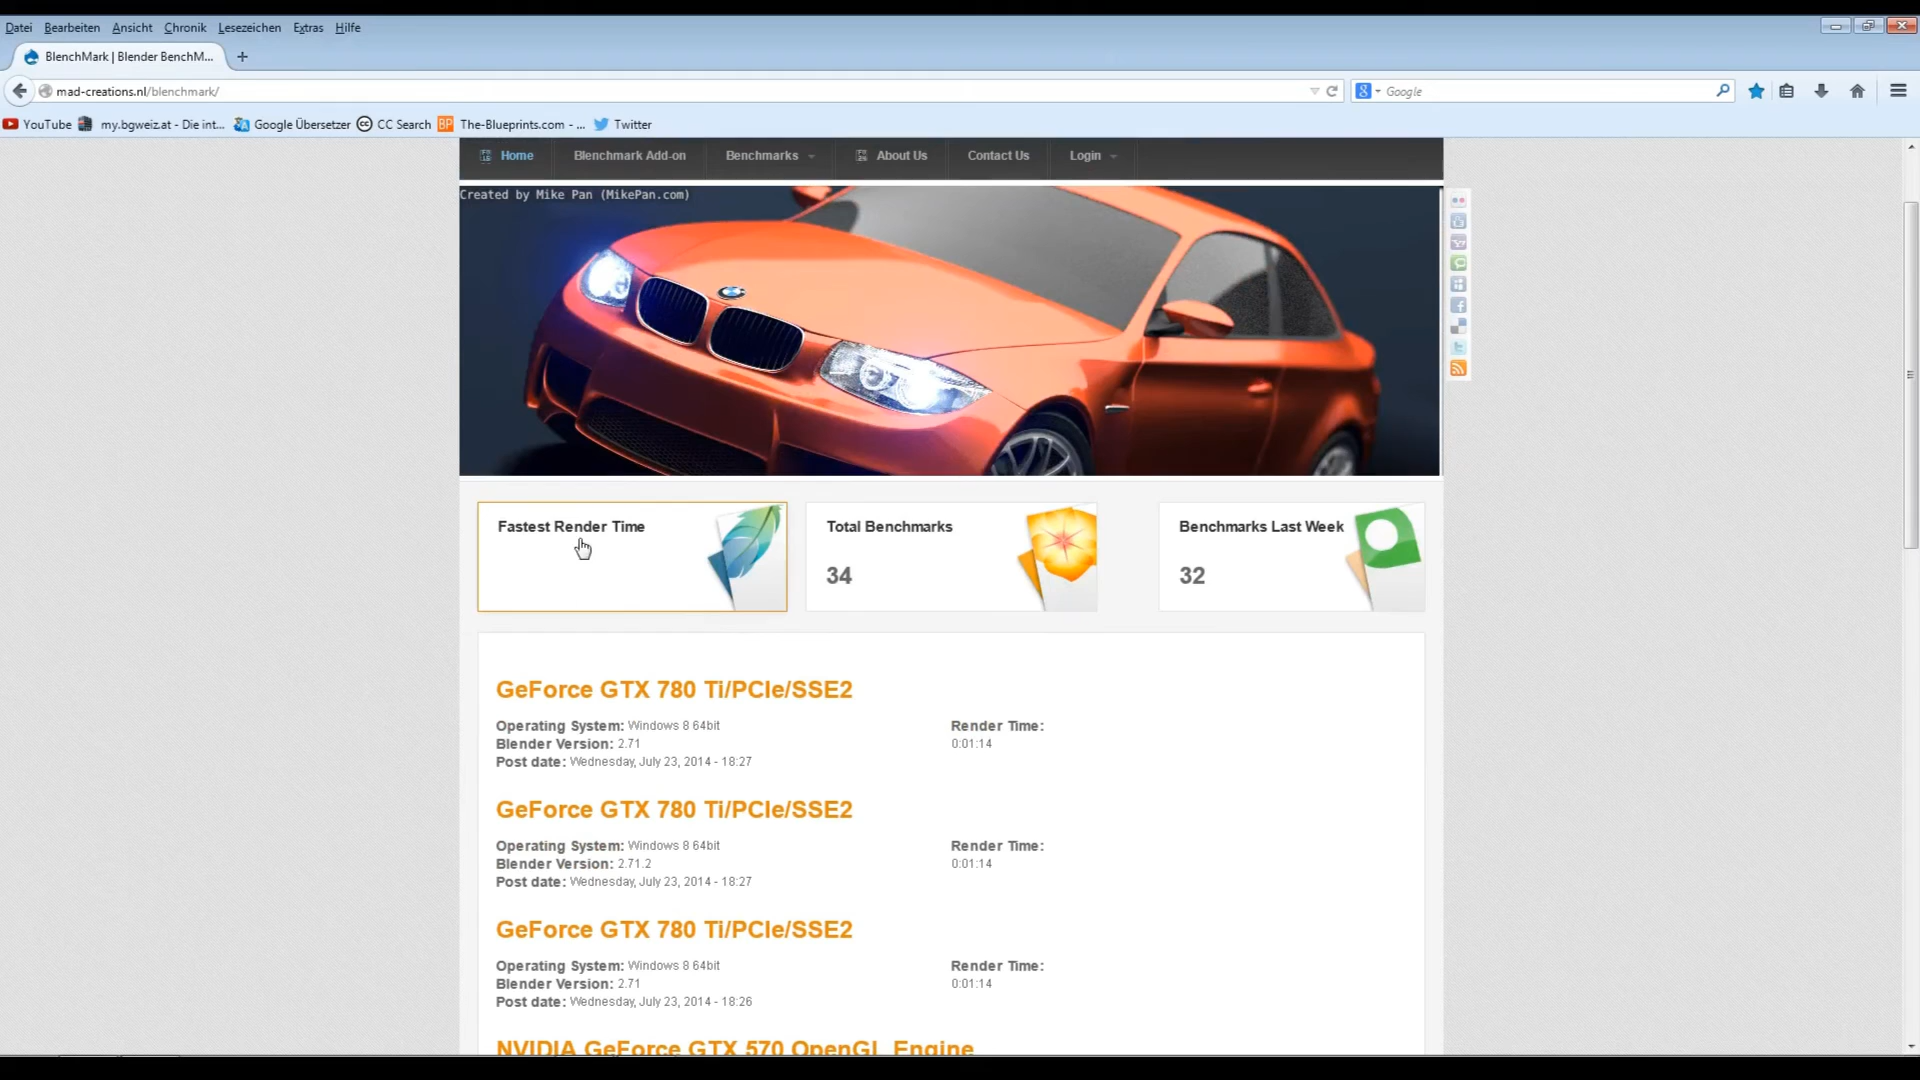 Datei Bearbeiten Ansicht Chronik Lesezeichen Extras Hilfe
BlenchMark | Blender BenchM...
mad-creations.nl/blenchmark/
Google
YouTube my.bgweiz.at - Die int... Google Übersetzer CC Search The-Blueprints.com - ... Twitter
Home Blenchmark Add-on Benchmarks About Us Contact Us Login
Created by Mike Pan (MikePan.com)
Fastest Render Time
Total Benchmarks
34
Benchmarks Last Week
32
GeForce GTX 780 Ti/PCIe/SSE2
Operating System: Windows 8 64bit
Blender Version: 2.71
Post date: Wednesday, July 23, 2014 - 18:27
Render Time:
0:01:14
GeForce GTX 780 Ti/PCIe/SSE2
Operating System: Windows 8 64bit
Blender Version: 2.71.2
Post date: Wednesday, July 23, 2014 - 18:27
Render Time:
0:01:14
GeForce GTX 780 Ti/PCIe/SSE2
Operating System: Windows 8 64bit
Blender Version: 2.71
Post date: Wednesday, July 23, 2014 - 18:26
Render Time:
0:01:14
NVIDIA GeForce GTX 570 OpenGL Engine